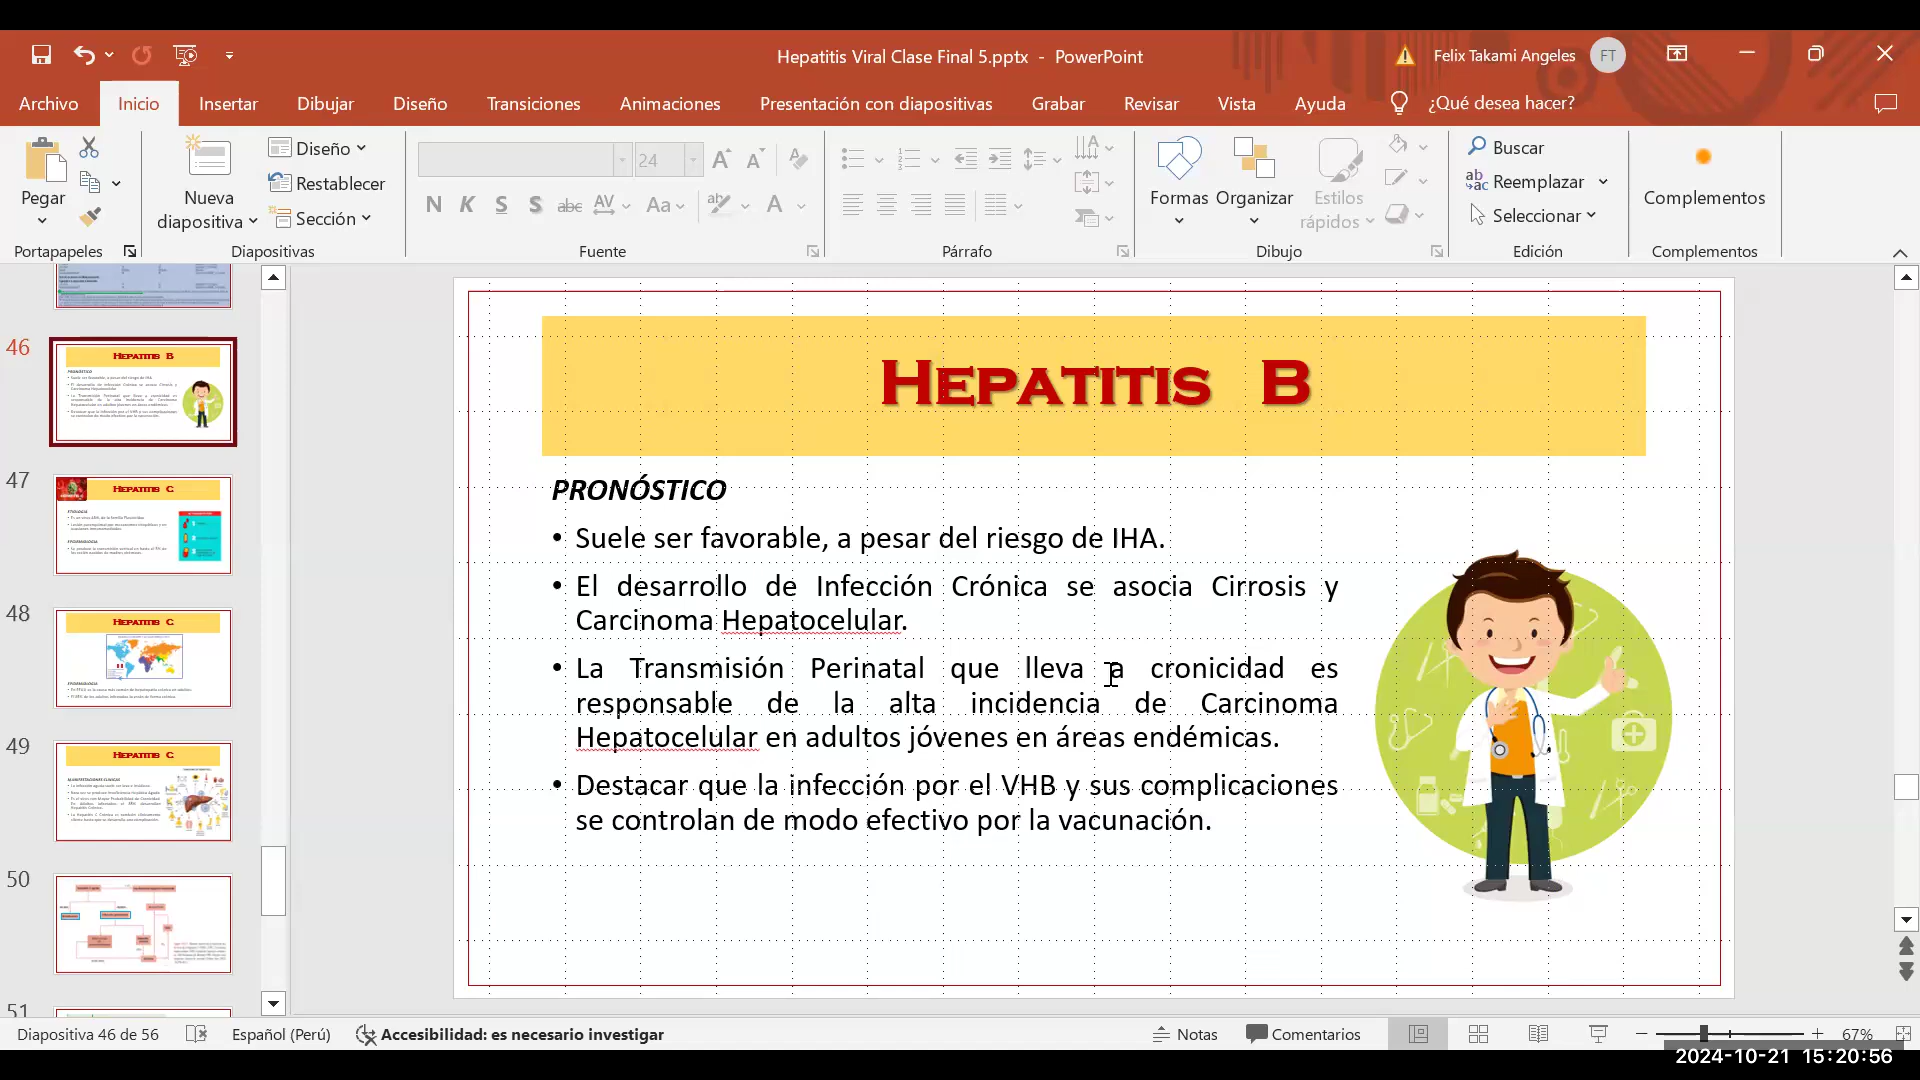 Hepatitis Viral Clase Final 5.pptx - PowerPoint
Felix Takami Angeles
FT
Archivo
Inicio
Insertar
Dibujar
Diseño
Transiciones
Animaciones
Presentación con diapositivas
Grabar
Revisar
Vista
Ayuda
¿Qué desea hacer?
Pegar
Portapapeles
Nueva
diapositiva
Diseño
Restablecer
Sección
Diapositivas
24
N K S S abc AV Aa A
Fuente
Párrafo
Formas
Organizar
Estilos
rápidos
Dibujo
Buscar
Reemplazar
Seleccionar
Edición
Complementos
Complementos
46
Hepatitis B
47
Hepatitis C
48
Hepatitis C
49
Hepatitis C
50
51
Hepatitis B
PRONÓSTICO
• Suele ser favorable, a pesar del riesgo de IHA.
• El desarrollo de Infección Crónica se asocia Cirrosis y
Carcinoma Hepatocelular.
• La Transmisión Perinatal que lleva a cronicidad es
responsable de la alta incidencia de Carcinoma
Hepatocelular en adultos jóvenes en áreas endémicas.
• Destacar que la infección por el VHB y sus complicaciones
se controlan de modo efectivo por la vacunación.
Diapositiva 46 de 56
Español (Perú)
Accesibilidad: es necesario investigar
Notas
Comentarios
67%
2024-10-21 15:20:56